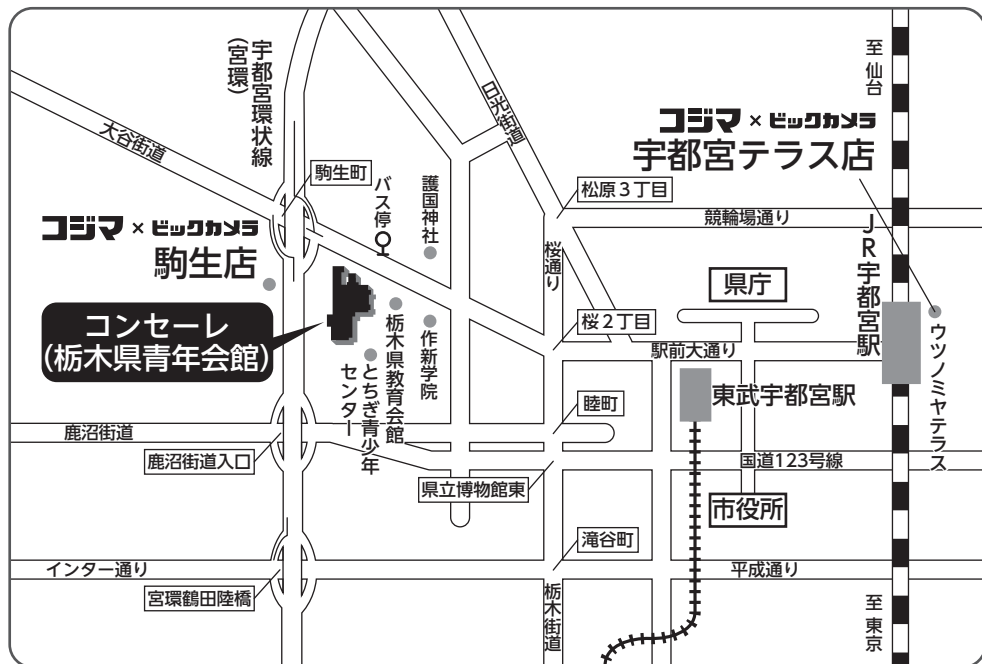 宇都宮環状線
(宮環)
大谷街道
駒生町
バス停
護国神社
日光街道
コジマ×ビックカメラ
宇都宮テラス店
至 仙台
松原3丁目
競輪場通り
桜通り
JR宇都宮駅
コジマ×ビックカメラ
駒生店
コンセーレ
(栃木県青年会館)
県庁
桜2丁目
駅前大通り
ウツノミヤテラス
作新学院
栃木県教育会館
とちぎ青少年
センター
東武宇都宮駅
睦町
鹿沼街道
鹿沼街道入口
県立博物館東
国道123号線
市役所
滝谷町
インター通り
平成通り
宮環鶴田陸橋
栃木街道
至 東京